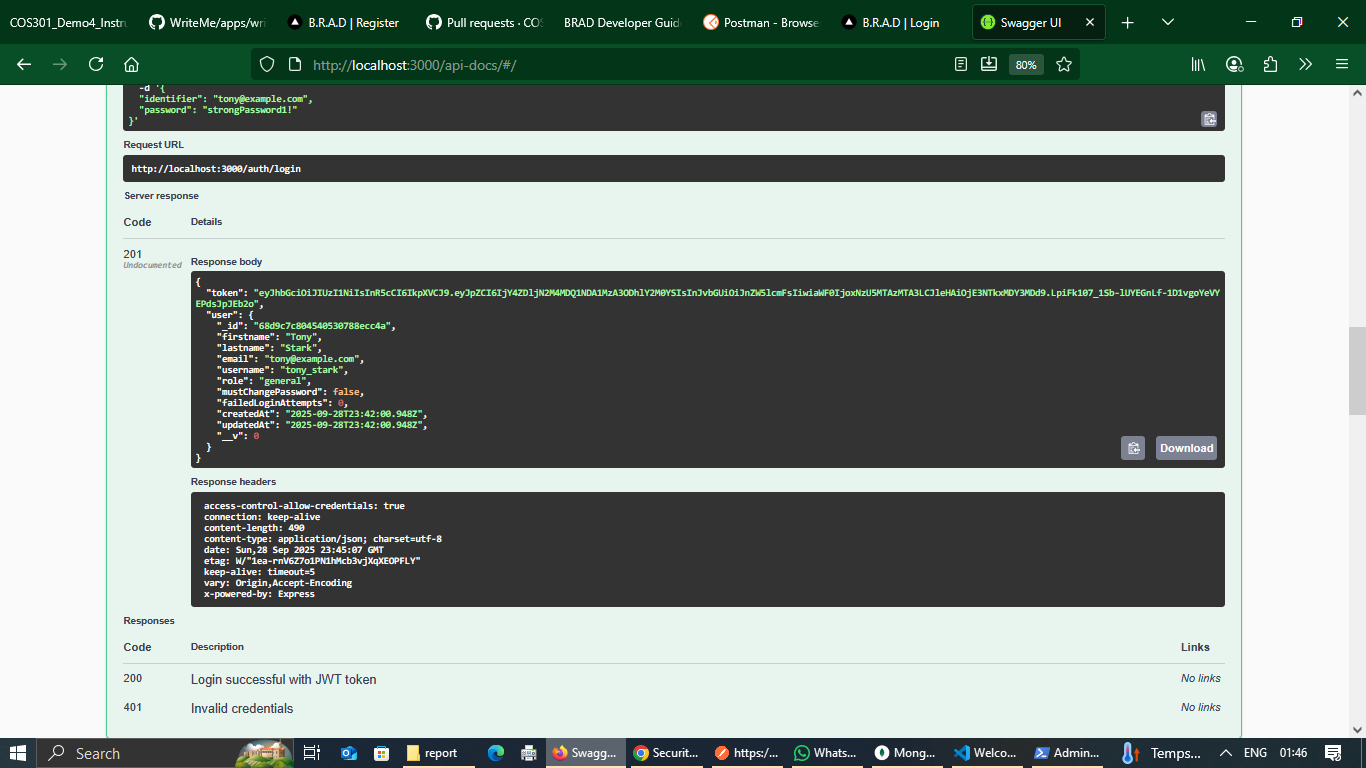 COS301_Demo4_Instru
WriteMe/apps/wri
B.R.A.D | Register
Pull requests · COS
BRAD Developer Guid
Postman - Browse
B.R.A.D | Login
Swagger UI
http://localhost:3000/api-docs/#/
80%
-d '{
"identifier": "tony@example.com",
"password": "strongPassword1!"
}'
Request URL
http://localhost:3000/auth/login
Server response
Code Details
201
Undocumented
Response body
{
"token": "eyJhbGciOiJIUzI1NiIsInR5cCI6IkpXVCJ9.eyJpZCI6IjY4ZDljN2M4MDQ1NDA1MzA3ODhlY2M0YSIsInJvbGUiOiJnZW5lcmFsIiwiaWF0IjoxNzU5MTAzMTA3LCJleHAiOjE3NTkxMDY3MDd9.LpiFk107_1Sb-lUYEGnLf-1D1vgoYeVY
EPdsJpJEb2o",
"user": {
"_id": "68d9c7c804540530788ecc4a",
"firstname": "Tony",
"lastname": "Stark",
"email": "tony@example.com",
"username": "tony_stark",
"role": "general",
"mustChangePassword": false,
"failedLoginAttempts": 0,
"createdAt": "2025-09-28T23:42:00.948Z",
"updatedAt": "2025-09-28T23:42:00.948Z",
"__v": 0
}
}
Download
Response headers
access-control-allow-credentials: true
connection: keep-alive
content-length: 490
content-type: application/json; charset=utf-8
date: Sun,28 Sep 2025 23:45:07 GMT
etag: W/"1ea-rnV6Z7o1PN1hMcb3vjXqXEOPFLY"
keep-alive: timeout=5
vary: Origin,Accept-Encoding
x-powered-by: Express
Responses
Code Description Links
200 Login successful with JWT token No links
401 Invalid credentials No links
Search
report
Swagg...
Securit...
https:/...
Whats...
Mong...
Welco...
Admin...
Temps...
ENG
01:46